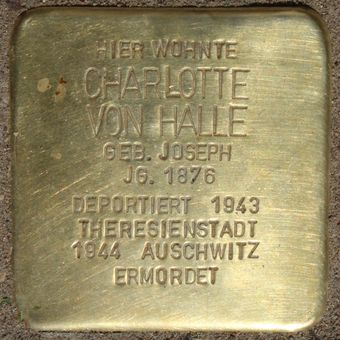 HIER WOHNTE
CHARLOTTE
VON HALLE
GEB. JOSEPH
JG. 1876
DEPORTIERT 1943
THERESIENSTADT
1944 AUSCHWITZ
ERMORDET